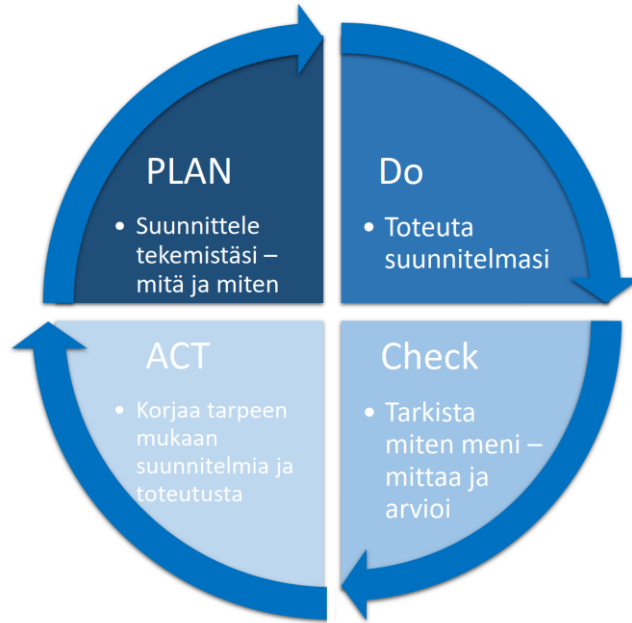 PLAN
• Suunnittele
tekemistäsi –
mitä ja miten
Do
• Toteuta
suunnitelmasi
ACT
• Korjaa tarpeen
mukaan
suunnitelmia ja
toteutusta
Check
• Tarkista
miten meni –
mittaa ja
arvioi